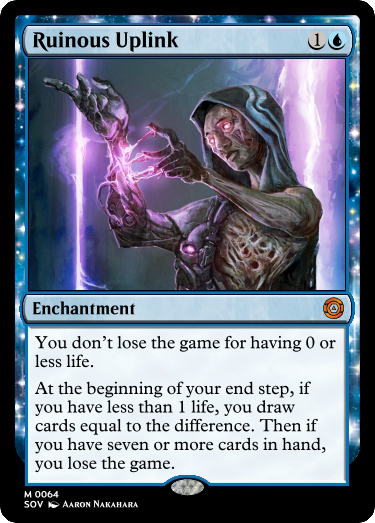 Ruinous Uplink 1
Enchantment
You don't lose the game for having 0 or
less life.
At the beginning of your end step, if
you have less than 1 life, you draw
cards equal to the difference. Then if
you have seven or more cards in hand,
you lose the game.
M 0064
SOV Aaron Nakahara